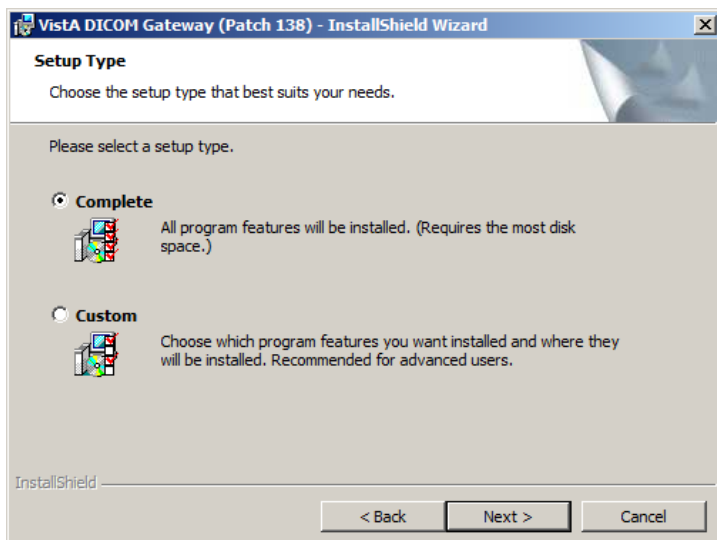 VistA DICOM Gateway (Patch 138) - InstallShield Wizard
Setup Type
Choose the setup type that best suits your needs.
Please select a setup type.
Complete
All program features will be installed. (Requires the most disk
space.)
Custom
Choose which program features you want installed and where they
will be installed. Recommended for advanced users.
InstallShield
< Back
Next >
Cancel